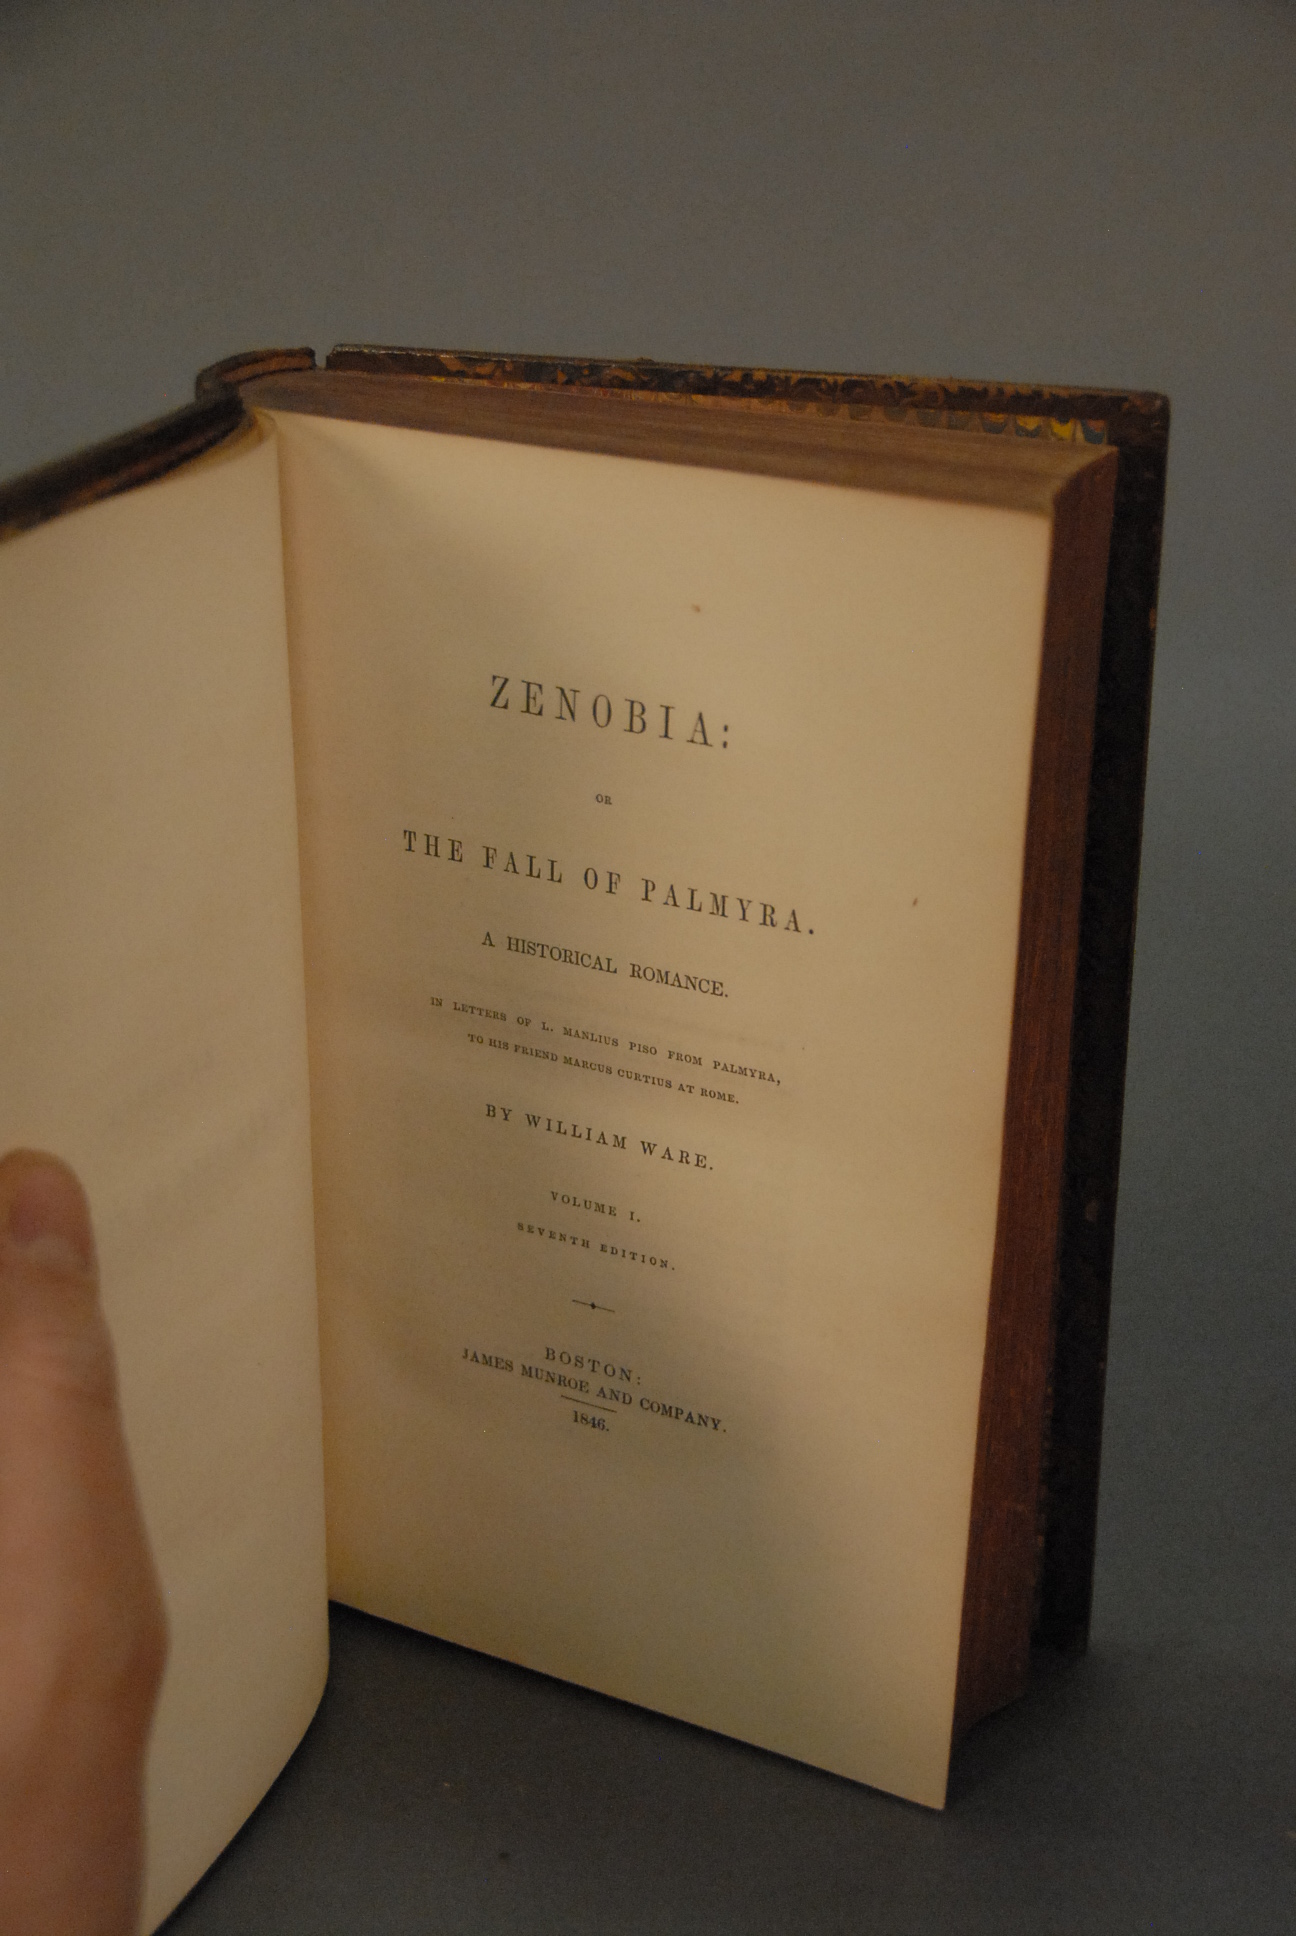 ZENOBIA:
OR
THE FALL OF PALMYRA.
A HISTORICAL ROMANCE.
IN LETTERS OF L. MANLIUS PISO FROM PALMYRA,
TO HIS FRIEND MARCUS CURTIUS AT ROME.
BY WILLIAM WARE.
VOLUME I.
SEVENTH EDITION.
BOSTON:
JAMES MUNROE AND COMPANY.
1846.